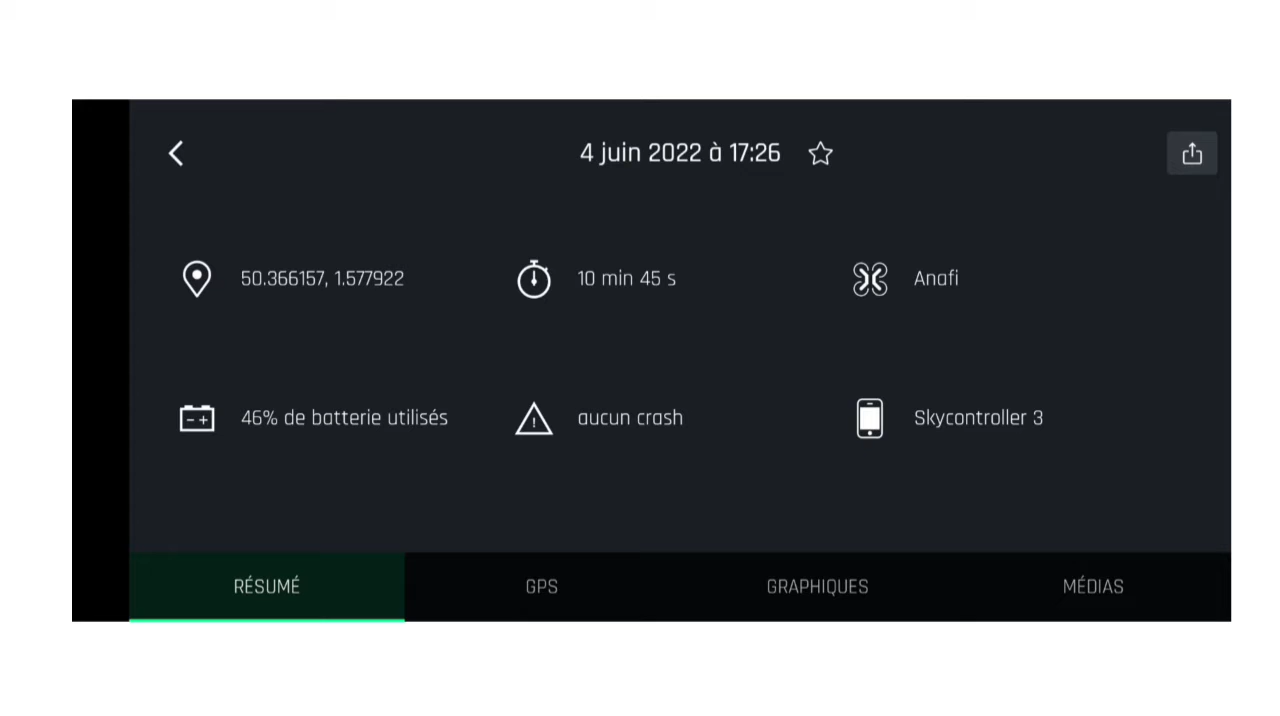 4 juin 2022 à 17:26
50.366157, 1.577922
10 min 45 s
Anafi
46% de batterie utilisés
aucun crash
Skycontroller 3
RÉSUMÉ
GPS
GRAPHIQUES
MÉDIAS